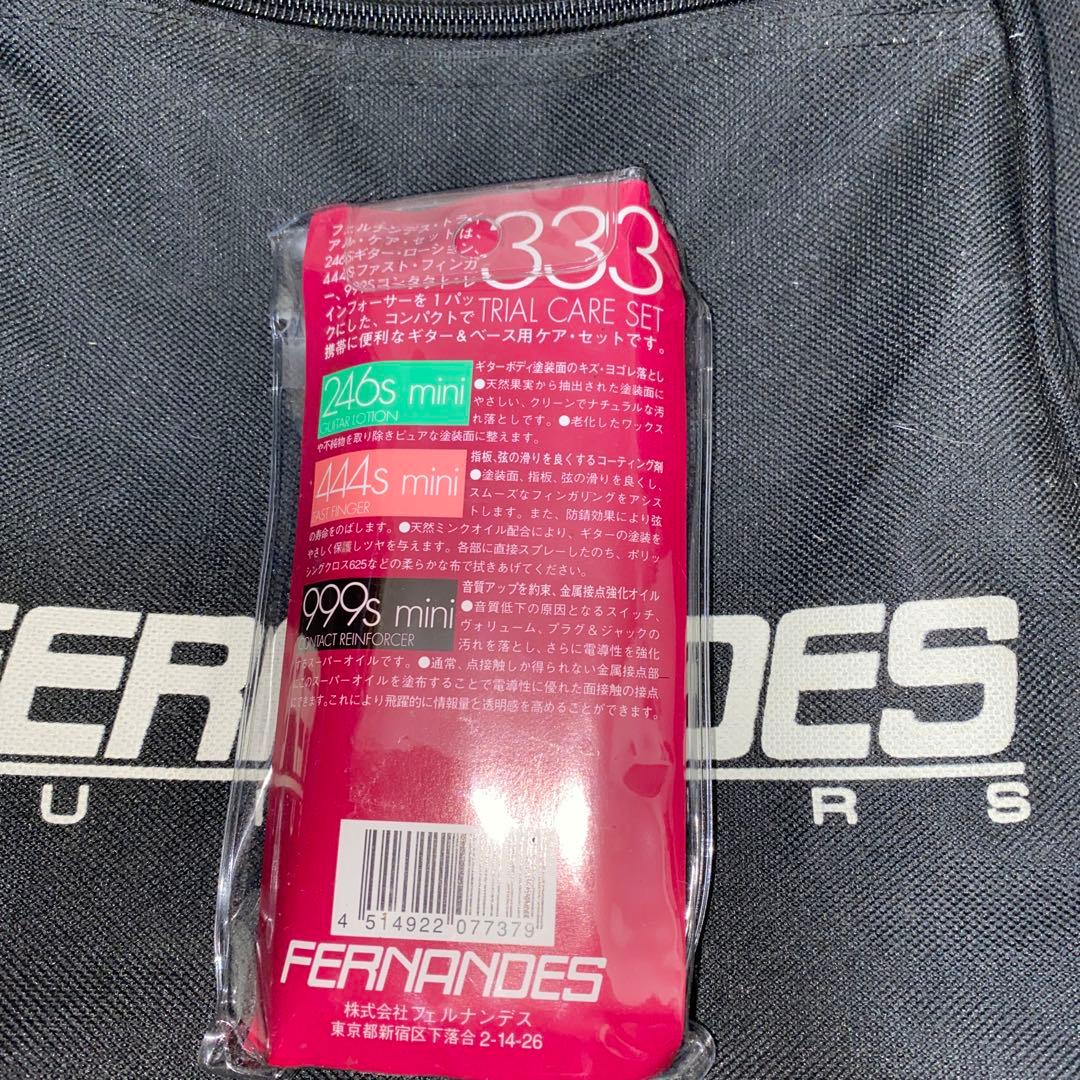 フェルナンデス・トライ
アル・ケア・セットは、
246Sギター・ローション、
444Sファスト・フィンガ
ー、999Sコンタクト・レ
インフォーサーを1パッ
クにした、コンパクトで
携帯に便利なギター&ベース用ケア・セットです。
333
TRIAL CARE SET
246s mini
GUITAR LOTION
ギターボディ塗装面のキズ・ヨゴレ落とし
●天然果実から抽出された塗装面に
やさしい、クリーンでナチュラルな汚
れ落としです。●老化したワックス
や不純物を取り除きピュアな塗装面に整えます。
444s mini
FAST FINGER
指板、弦の滑りを良くするコーティング剤
●塗装面、指板、弦の滑りを良くし、
スムーズなフィンガリングをアシス
トします。また、防錆効果により弦
の寿命をのばします。●天然ミンクオイル配合により、ギターの塗装を
やさしく保護しツヤを与えます。各部に直接スプレーしたのち、ポリッ
シングクロス625などの柔らかな布で拭きあげてください。
999s mini
CONTACT REINFORCER
音質アップを約束、金属接点強化オイル
●音質低下の原因となるスイッチ、
ヴォリューム、プラグ&ジャックの
汚れを落とし、さらに電導性を強化
するスーパーオイルです。●通常、点接触しか得られない金属接点部
にこのスーパーオイルを塗布することで電導性に優れた面接触の接点
にできます。これにより飛躍的に情報量と透明感を高めることができます。
4 514922 077379
FERNANDES
株式会社フェルナンデス
東京都新宿区下落合2-14-26
FER DES
U RS